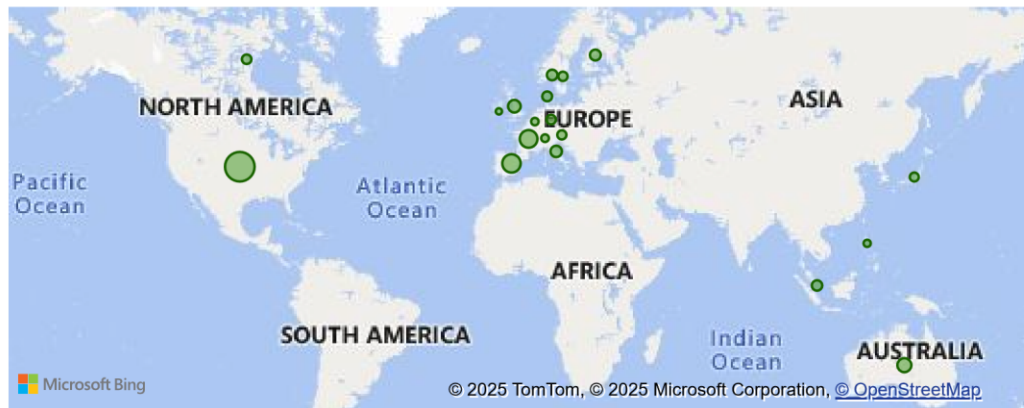 NORTH AMERICA
ASIA
EUROPE
Pacific
Ocean
Atlantic
Ocean
AFRICA
SOUTH AMERICA
Indian
Ocean
AUSTRALIA
Microsoft Bing
© 2025 TomTom, © 2025 Microsoft Corporation, © OpenStreetMap